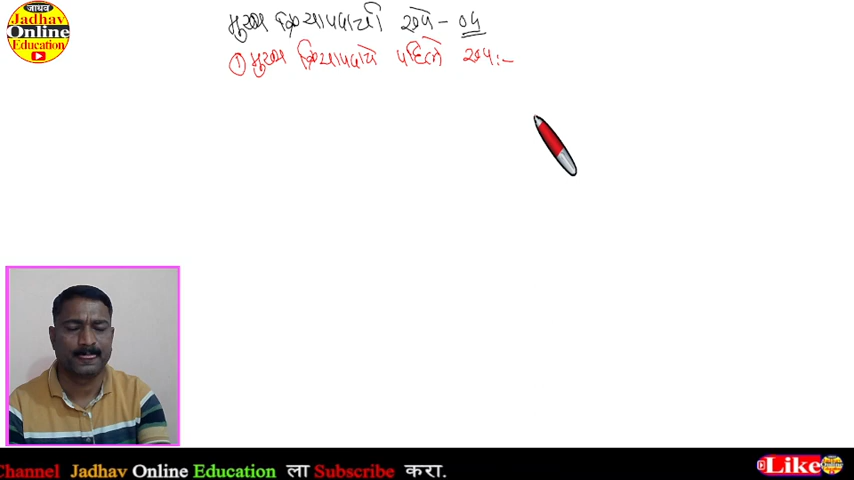 जाधव
Jadhav
Online
Education
मुख्य क्रियापदाची रूपे - ०५
① मुख्य क्रियापदाचे पहिले रूप :-
Channel Jadhav Online Education ला Subscribe करा.
Like